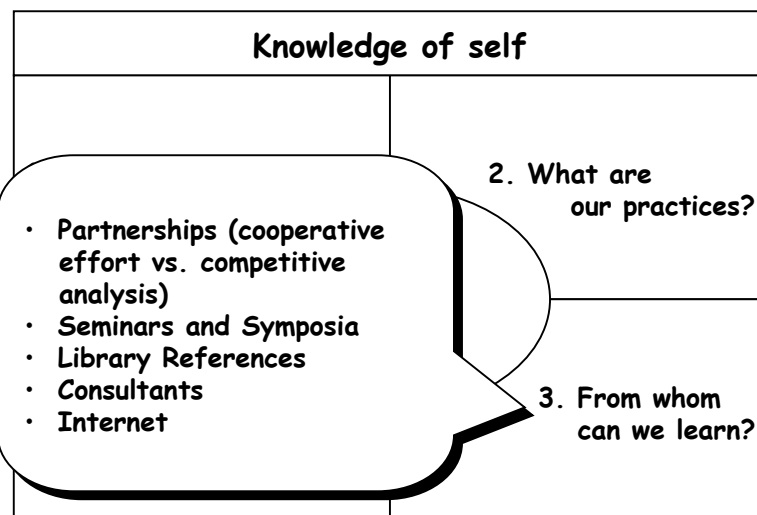 Knowledge of self
2. What are
our practices?
• Partnerships (cooperative
effort vs. competitive
analysis)
• Seminars and Symposia
• Library References
• Consultants
• Internet
3. From whom
can we learn?